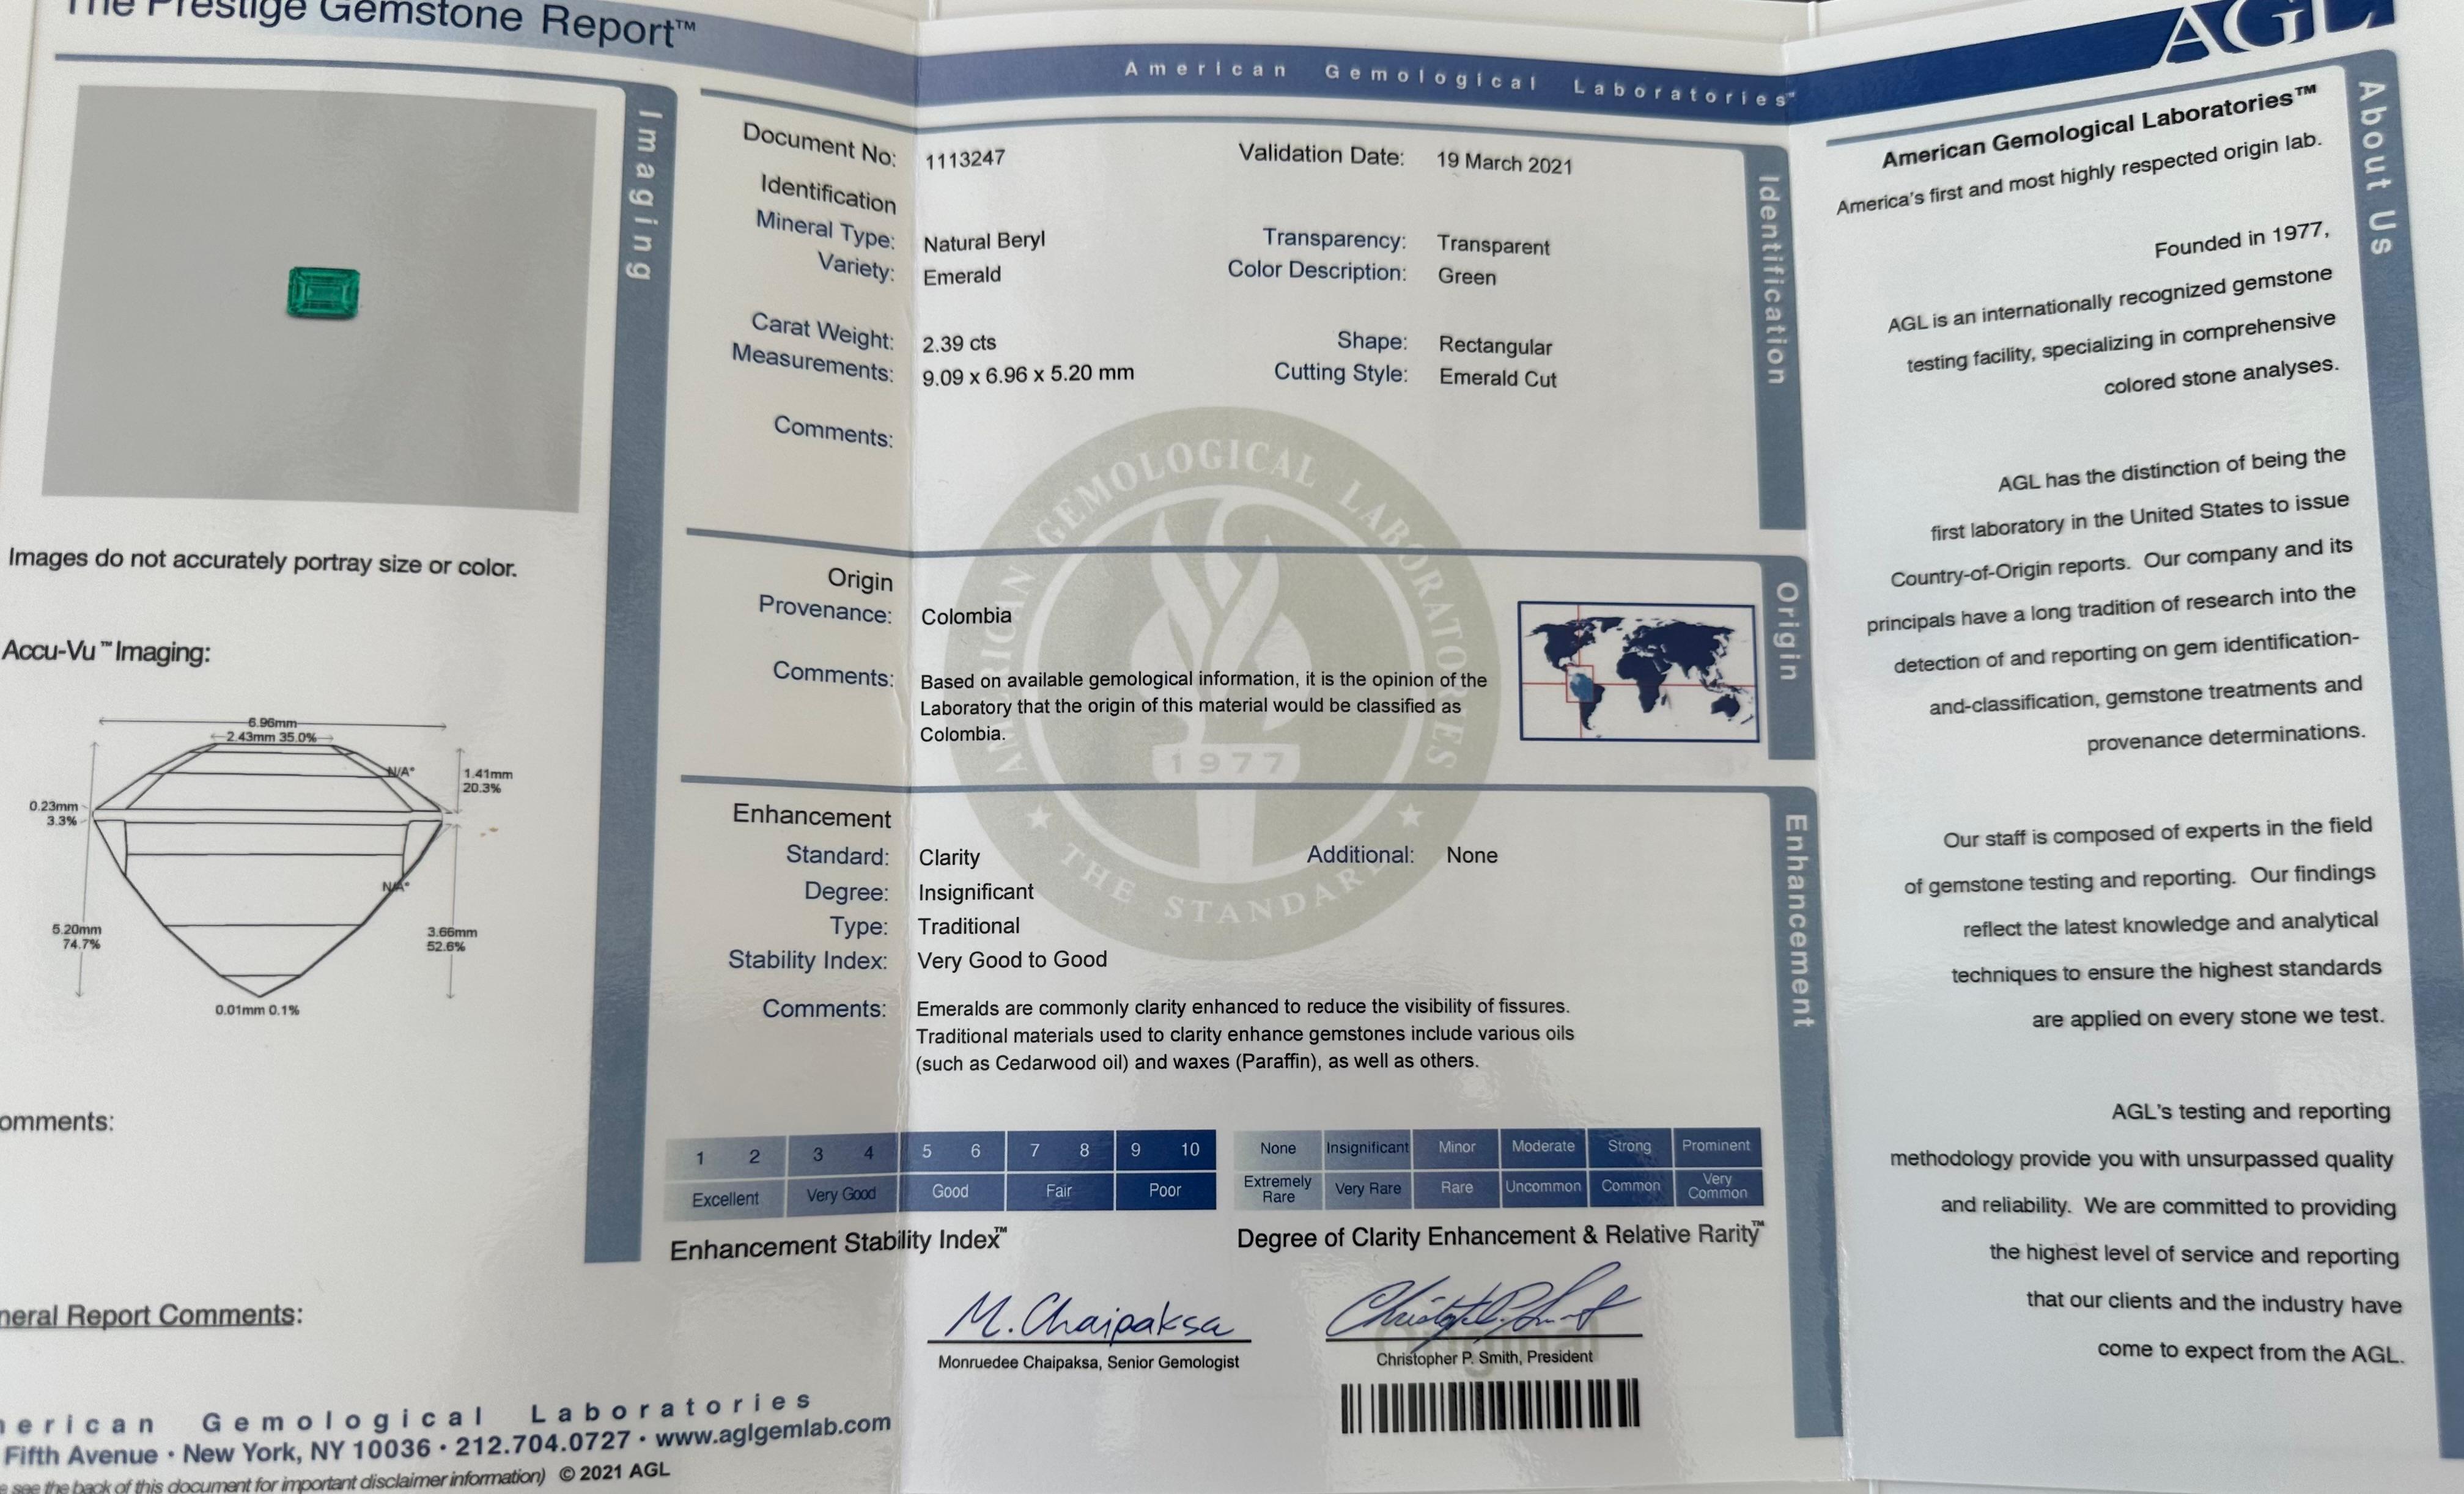 The Prestige Gemstone Report™
Imaging
Images do not accurately portray size or color.
Accu-Vu™ Imaging:
6.96mm
2.43mm 35.0%
N/A*
1.41mm
20.3%
0.23mm
3.3%
N/A*
5.20mm
74.7%
3.66mm
52.6%
0.01mm 0.1%
omments:
neral Report Comments:
erican Gemological Laboratories
Fifth Avenue • New York, NY 10036 • 212.704.0727 • www.aglgemlab.com
see the back of this document for important disclaimer information) © 2021 AGL
American Gemological Laboratories
Document No: 1113247 Validation Date: 19 March 2021
Identification
Mineral Type: Natural Beryl Transparency: Transparent
Variety: Emerald Color Description: Green
Carat Weight: 2.39 cts Shape: Rectangular
Measurements: 9.09 x 6.96 x 5.20 mm Cutting Style: Emerald Cut
Comments:
Identification
AMERICAN GEMOLOGICAL LABORATORIES
1977
★ THE STANDARD ★
Origin
Provenance: Colombia
Comments: Based on available gemological information, it is the opinion of the
Laboratory that the origin of this material would be classified as
Colombia.
Origin
Enhancement
Standard: Clarity Additional: None
Degree: Insignificant
Type: Traditional
Stability Index: Very Good to Good
Comments: Emeralds are commonly clarity enhanced to reduce the visibility of fissures.
Traditional materials used to clarity enhance gemstones include various oils
(such as Cedarwood oil) and waxes (Paraffin), as well as others.
Enhancement
1 2 3 4 5 6 7 8 9 10
Excellent Very Good Good Fair Poor
Enhancement Stability Index™
None Insignificant Minor Moderate Strong Prominent
Extremely Rare Very Rare Rare Uncommon Common Very Common
Degree of Clarity Enhancement & Relative Rarity™
M. Chaipaksa
Monruedee Chaipaksa, Senior Gemologist
Original
Christopher P. Smith, President
AGL
About Us
American Gemological Laboratories™
America's first and most highly respected origin lab.
Founded in 1977,
AGL is an internationally recognized gemstone
testing facility, specializing in comprehensive
colored stone analyses.
AGL has the distinction of being the
first laboratory in the United States to issue
Country-of-Origin reports. Our company and its
principals have a long tradition of research into the
detection of and reporting on gem identification-
and-classification, gemstone treatments and
provenance determinations.
Our staff is composed of experts in the field
of gemstone testing and reporting. Our findings
reflect the latest knowledge and analytical
techniques to ensure the highest standards
are applied on every stone we test.
AGL's testing and reporting
methodology provide you with unsurpassed quality
and reliability. We are committed to providing
the highest level of service and reporting
that our clients and the industry have
come to expect from the AGL.